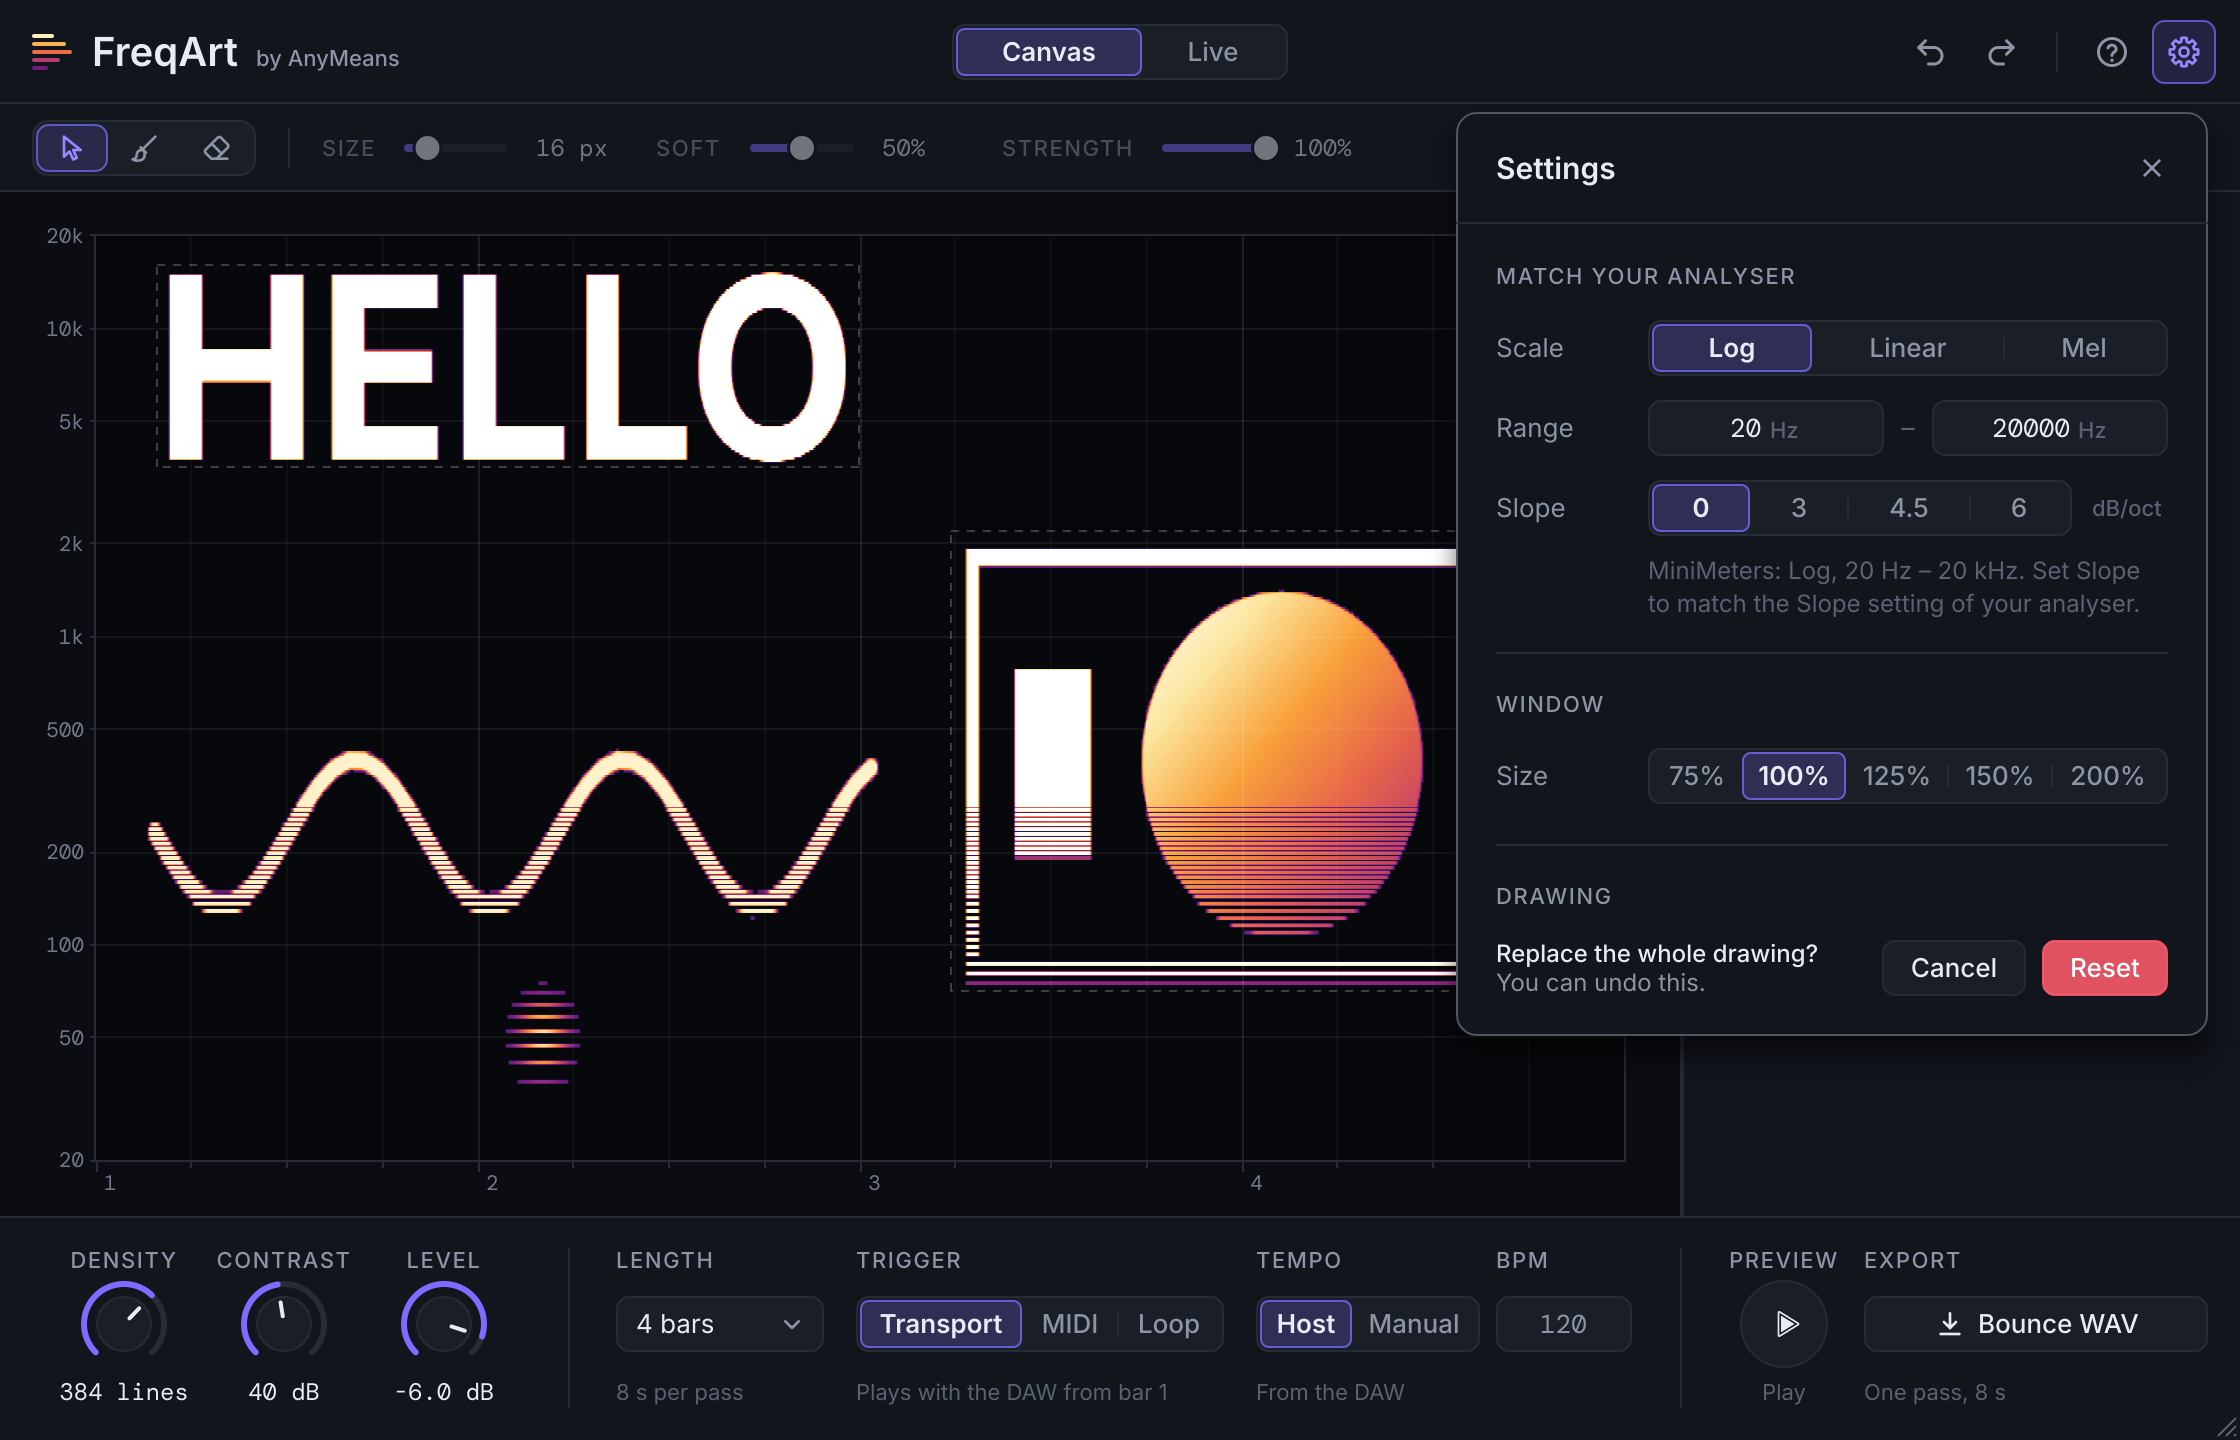 FreqArt by AnyMeans
Canvas Live
SIZE 16 px SOFT 50% STRENGTH 100%
20k
10k
5k
2k
1k
500
200
100
50
20
HELLO
1 2 3 4
Settings
MATCH YOUR ANALYSER
Scale Log Linear Mel
Range 20 Hz – 20000 Hz
Slope 0 3 4.5 6 dB/oct
MiniMeters: Log, 20 Hz – 20 kHz. Set Slope
to match the Slope setting of your analyser.
WINDOW
Size 75% 100% 125% 150% 200%
DRAWING
Replace the whole drawing?
You can undo this.
Cancel Reset
DENSITY CONTRAST LEVEL LENGTH TRIGGER TEMPO BPM PREVIEW EXPORT
4 bars Transport MIDI Loop Host Manual 120 Bounce WAV
384 lines 40 dB -6.0 dB 8 s per pass Plays with the DAW from bar 1 From the DAW Play One pass, 8 s